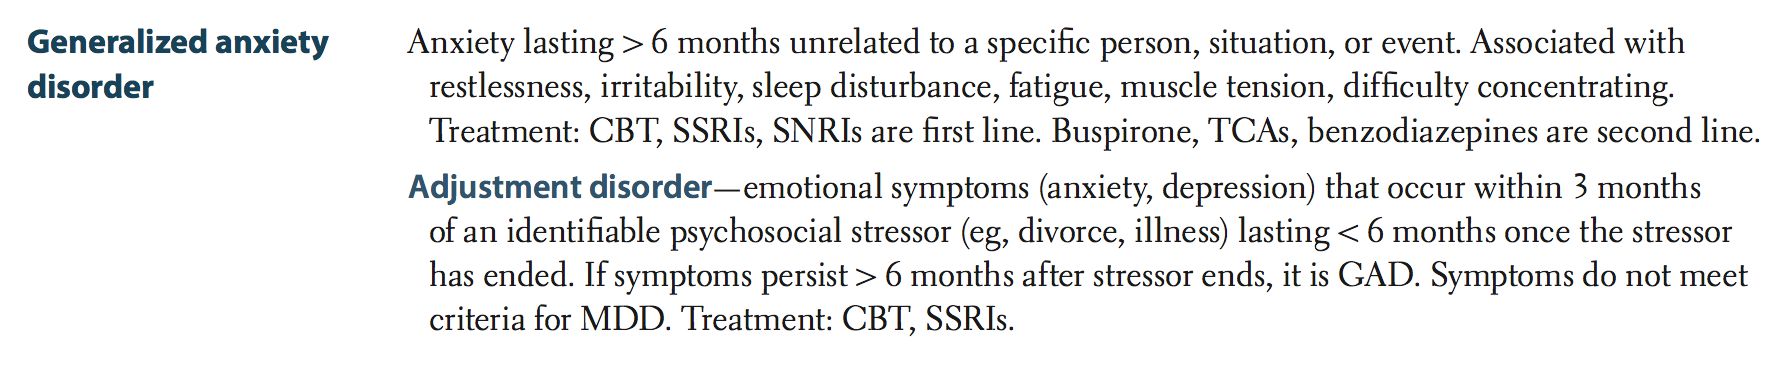 Generalized anxiety
disorder
Anxiety lasting > 6 months unrelated to a specific person, situation, or event. Associated with
restlessness, irritability, sleep disturbance, fatigue, muscle tension, difficulty concentrating.
Treatment: CBT, SSRIs, SNRIs are first line. Buspirone, TCAs, benzodiazepines are second line.
Adjustment disorder—emotional symptoms (anxiety, depression) that occur within 3 months
of an identifiable psychosocial stressor (eg, divorce, illness) lasting < 6 months once the stressor
has ended. If symptoms persist > 6 months after stressor ends, it is GAD. Symptoms do not meet
criteria for MDD. Treatment: CBT, SSRIs.